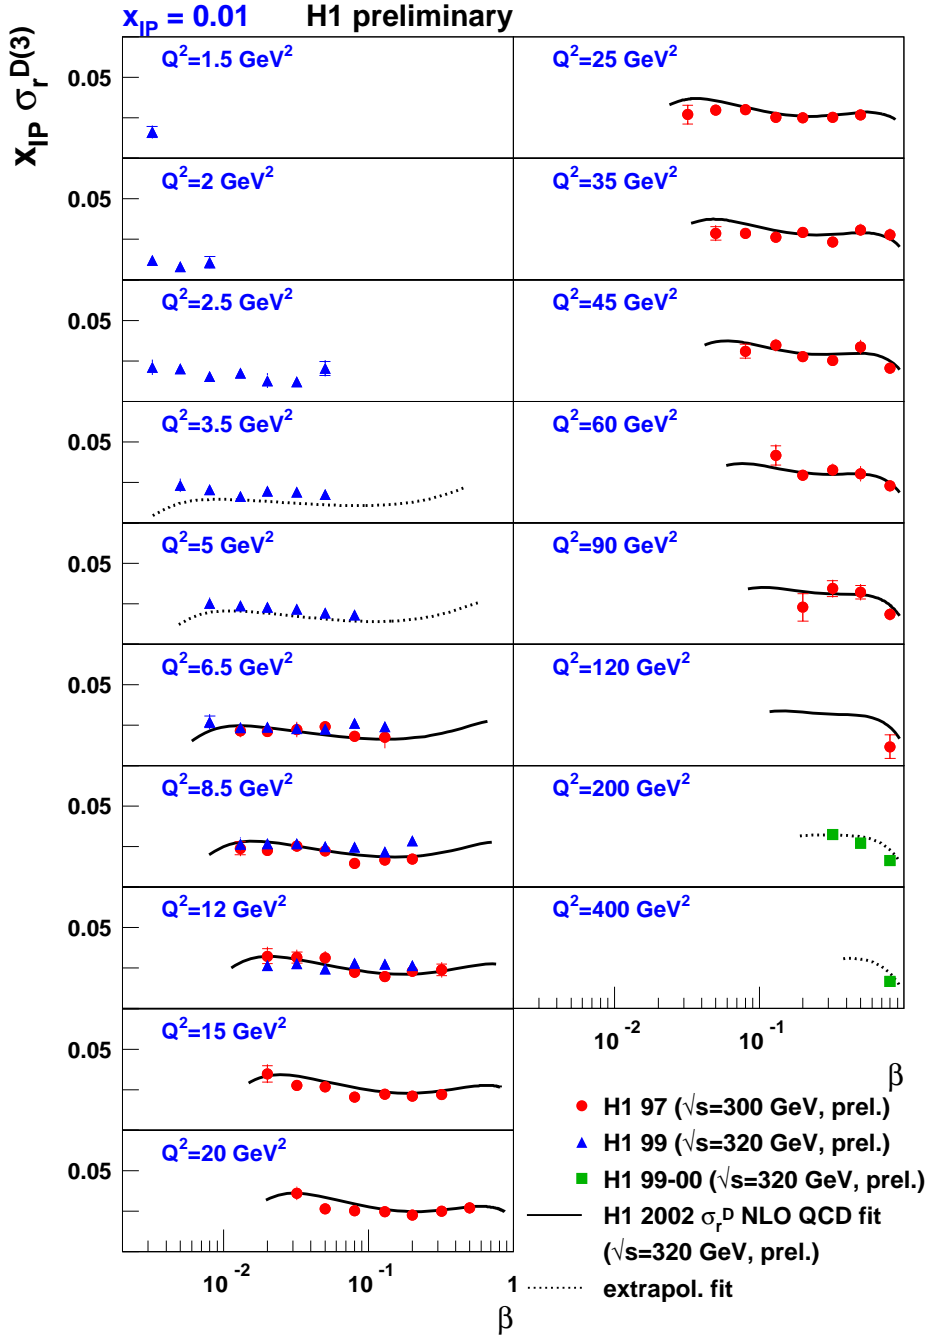 x_IP = 0.01 H1 preliminary
x_IP σ_r^D(3)
Q²=1.5 GeV²
0.05
Q²=2 GeV²
0.05
Q²=2.5 GeV²
0.05
Q²=3.5 GeV²
0.05
Q²=5 GeV²
0.05
Q²=6.5 GeV²
0.05
Q²=8.5 GeV²
0.05
Q²=12 GeV²
0.05
Q²=15 GeV²
0.05
Q²=20 GeV²
0.05
10⁻² 10⁻¹ 1
β
Q²=25 GeV²
Q²=35 GeV²
Q²=45 GeV²
Q²=60 GeV²
Q²=90 GeV²
Q²=120 GeV²
Q²=200 GeV²
Q²=400 GeV²
10⁻² 10⁻¹ 1
β
H1 97 (√s=300 GeV, prel.)
H1 99 (√s=320 GeV, prel.)
H1 99-00 (√s=320 GeV, prel.)
H1 2002 σ_r^D NLO QCD fit
(√s=320 GeV, prel.)
extrapol. fit